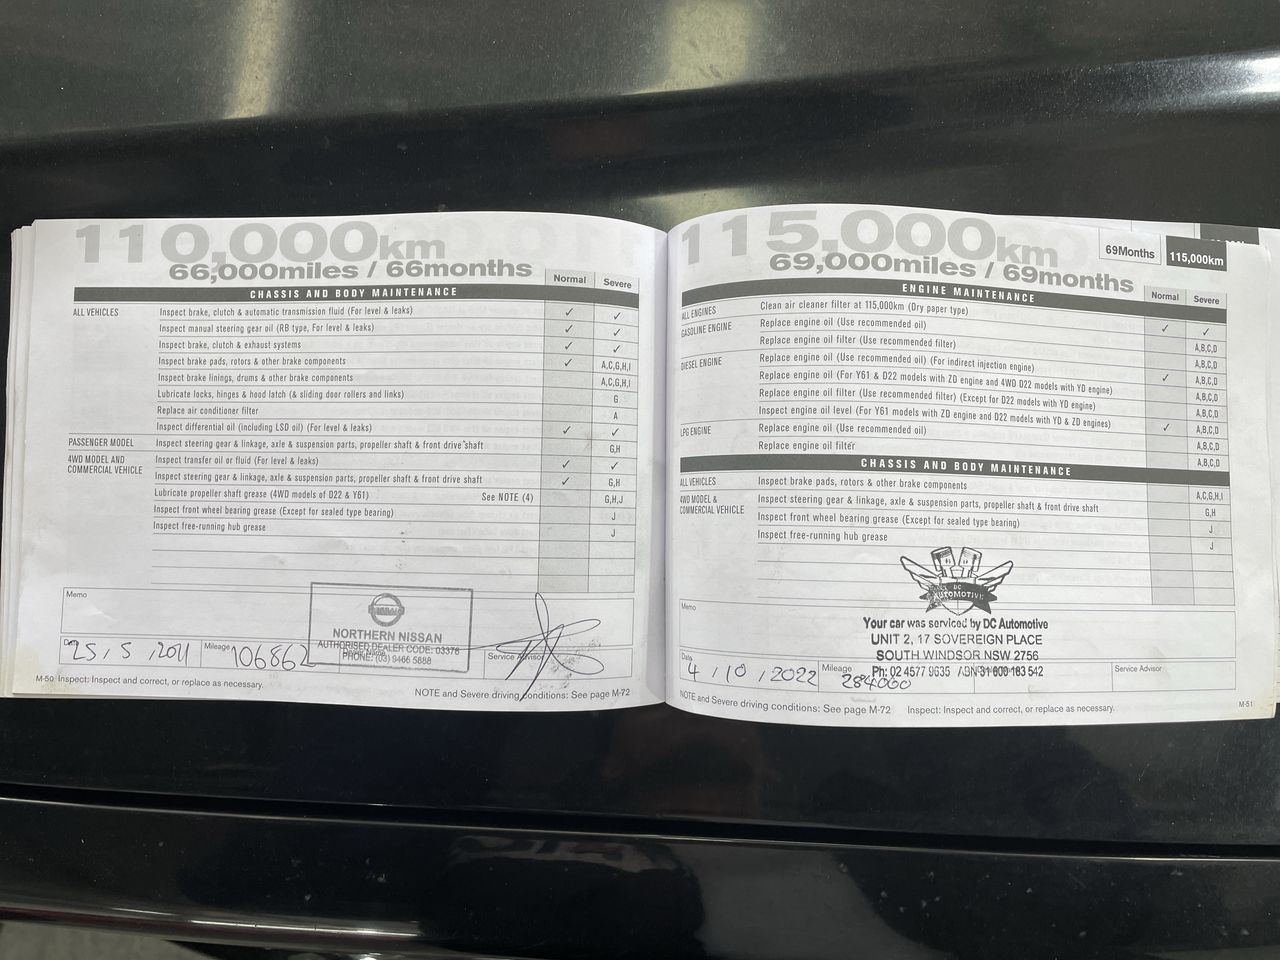 110,000km
66,000miles / 66months
Normal Severe
CHASSIS AND BODY MAINTENANCE
ALL VEHICLES Inspect brake, clutch & automatic transmission fluid (For level & leaks) ✓ ✓
Inspect manual steering gear oil (RB type, For level & leaks) ✓ ✓
Inspect brake, clutch & exhaust systems ✓ ✓
Inspect brake pads, rotors & other brake components ✓ A,C,G,H,I
Inspect brake linings, drums & other brake components A,C,G,H,I
Lubricate locks, hinges & hood latch (& sliding door rollers and links) G
Replace air conditioner filter A
Inspect differential oil (including LSD oil) (For level & leaks) ✓ ✓
PASSENGER MODEL Inspect steering gear & linkage, axle & suspension parts, propeller shaft & front drive shaft G,H
4WD MODEL AND COMMERCIAL VEHICLE Inspect transfer oil or fluid (For level & leaks) ✓ ✓
Inspect steering gear & linkage, axle & suspension parts, propeller shaft & front drive shaft ✓ G,H
Lubricate propeller shaft grease (4WD models of D22 & Y61) See NOTE (4) G,H,J
Inspect front wheel bearing grease (Except for sealed type bearing) J
Inspect free-running hub grease J
Memo
NISSAN
NORTHERN NISSAN
AUTHORISED DEALER CODE: 03376
PHONE: (03) 9466 5888
Date 25, 5, 2011 Mileage 106862 Service Advisor
M-50 Inspect: Inspect and correct, or replace as necessary.
NOTE and Severe driving conditions: See page M-72
115,000km
69,000miles / 69months
69Months 115,000km
Normal Severe
ENGINE MAINTENANCE
ALL ENGINES Clean air cleaner filter at 115,000km (Dry paper type)
GASOLINE ENGINE Replace engine oil (Use recommended oil) ✓ ✓
Replace engine oil filter (Use recommended filter) A,B,C,D
DIESEL ENGINE Replace engine oil (Use recommended oil) (For indirect injection engine) A,B,C,D
Replace engine oil (For Y61 & D22 models with ZD engine and 4WD D22 models with YD engine) ✓ A,B,C,D
Replace engine oil filter (Use recommended filter) (Except for D22 models with YD engine) A,B,C,D
Inspect engine oil level (For Y61 models with ZD engine and D22 models with YD & ZD engines) A,B,C,D
LPG ENGINE Replace engine oil (Use recommended oil) ✓ A,B,C,D
Replace engine oil filter A,B,C,D
A,B,C,D
CHASSIS AND BODY MAINTENANCE
ALL VEHICLES Inspect brake pads, rotors & other brake components A,C,G,H,I
4WD MODEL & COMMERCIAL VEHICLE Inspect steering gear & linkage, axle & suspension parts, propeller shaft & front drive shaft G,H
Inspect front wheel bearing grease (Except for sealed type bearing) J
Inspect free-running hub grease J
Memo
DC
AUTOMOTIVE
Your car was serviced by DC Automotive
UNIT 2, 17 SOVEREIGN PLACE
SOUTH WINDSOR NSW 2756
Ph: 02 4577 9635 ABN 31 600 183 542
Date 4, 10, 2022 Mileage 284000 Service Advisor
NOTE and Severe driving conditions: See page M-72 Inspect: Inspect and correct, or replace as necessary.
M-51